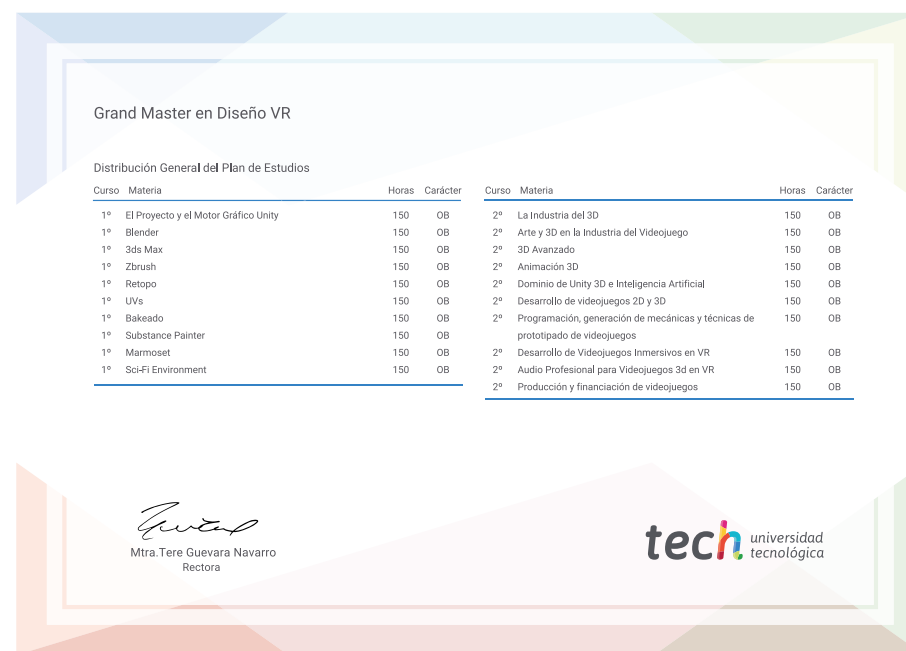 Grand Master en Diseño VR
Distribución General del Plan de Estudios
Curso Materia Horas Carácter
1º El Proyecto y el Motor Gráfico Unity 150 OB
1º Blender 150 OB
1º 3ds Max 150 OB
1º Zbrush 150 OB
1º Retopo 150 OB
1º UVs 150 OB
1º Bakeado 150 OB
1º Substance Painter 150 OB
1º Marmoset 150 OB
1º Sci-Fi Environment 150 OB
Curso Materia Horas Carácter
2º La Industria del 3D 150 OB
2º Arte y 3D en la Industria del Videojuego 150 OB
2º 3D Avanzado 150 OB
2º Animación 3D 150 OB
2º Dominio de Unity 3D e Inteligencia Artificial 150 OB
2º Desarrollo de videojuegos 2D y 3D 150 OB
2º Programación, generación de mecánicas y técnicas de 150 OB
prototipado de videojuegos
2º Desarrollo de Videojuegos Inmersivos en VR 150 OB
2º Audio Profesional para Videojuegos 3d en VR 150 OB
2º Producción y financiación de videojuegos 150 OB
Mtra.Tere Guevara Navarro
Rectora
tech universidad
tecnológica